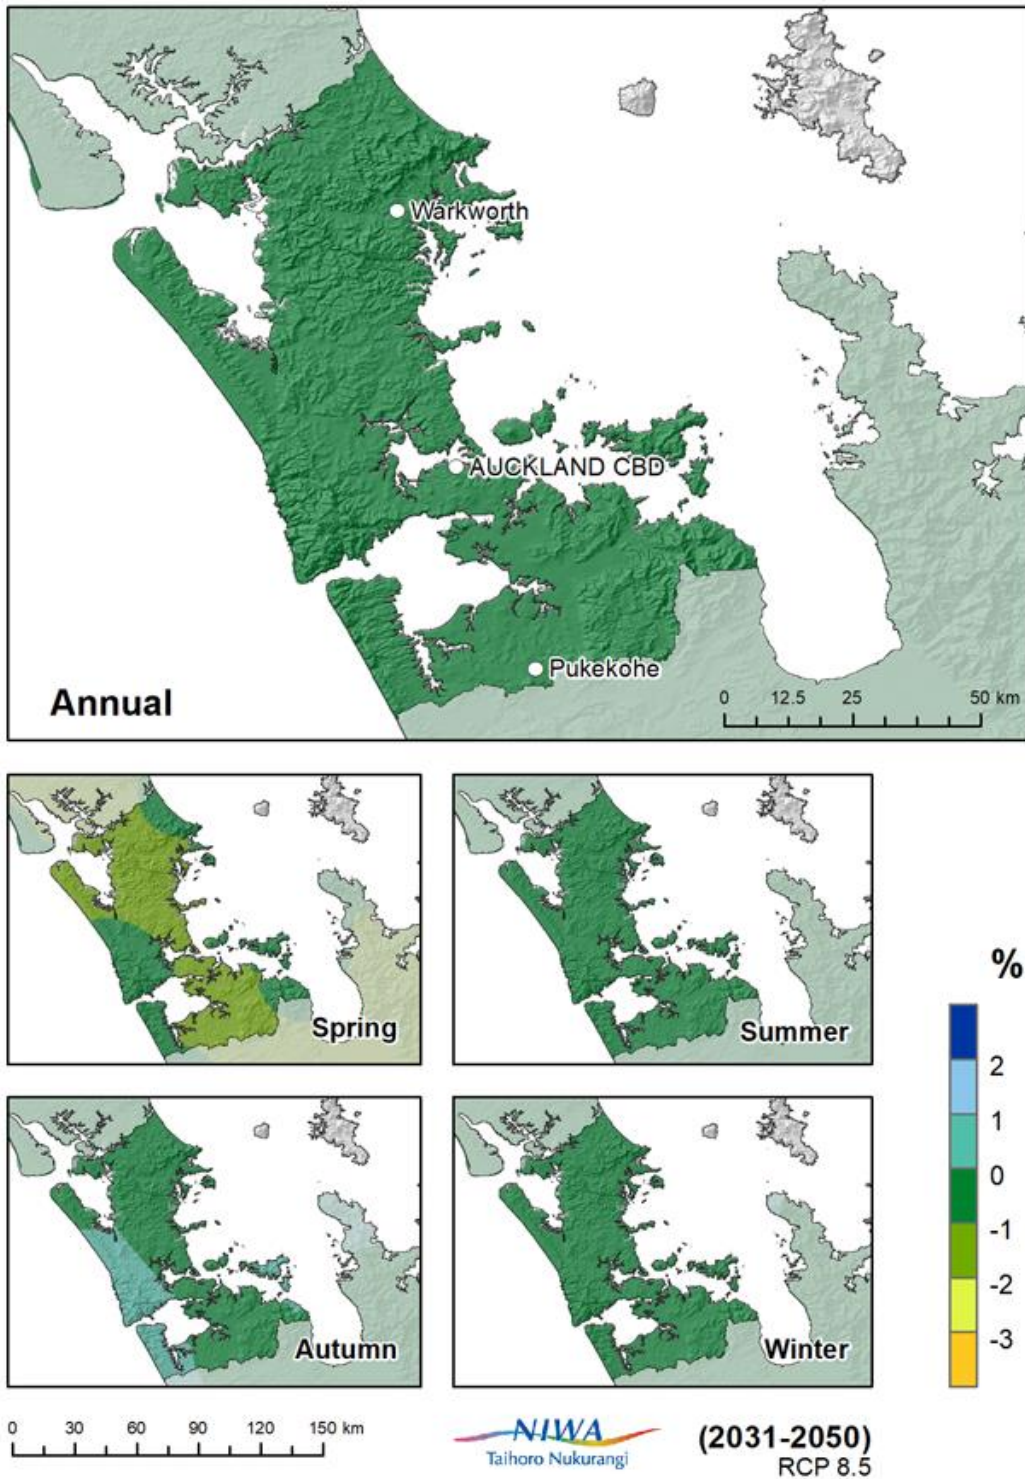 Warkworth
AUCKLAND CBD
Pukekohe
Annual
0 12.5 25 50 km
Spring
Summer
%
2
1
0
-1
-2
-3
Autumn
Winter
0 30 60 90 120 150 km
NIWA
Taihoro Nukurangi
(2031-2050)
RCP 8.5